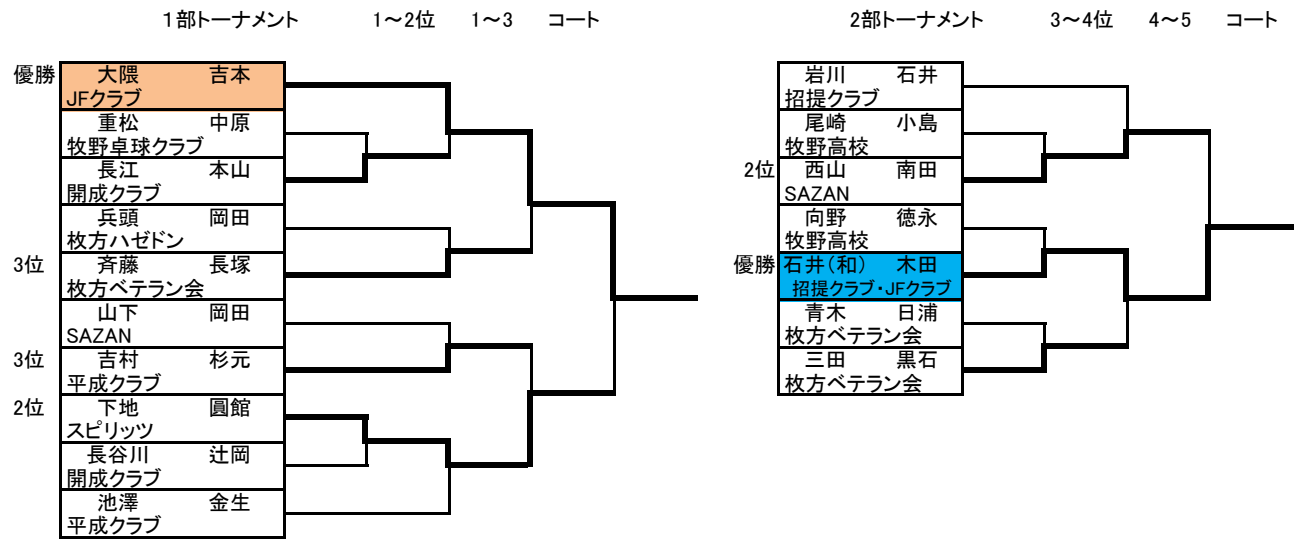 1部トーナメント 1～2位 1～3 コート
優勝 大隈 吉本
JFクラブ
重松 中原
牧野卓球クラブ
長江 本山
開成クラブ
兵頭 岡田
枚方ハゼドン
3位 斉藤 長塚
枚方ベテラン会
山下 岡田
SAZAN
3位 吉村 杉元
平成クラブ
2位 下地 圓館
スピリッツ
長谷川 辻岡
開成クラブ
池澤 金生
平成クラブ
2部トーナメント 3～4位 4～5 コート
岩川 石井
招提クラブ
尾崎 小島
牧野高校
2位 西山 南田
SAZAN
向野 徳永
牧野高校
優勝 石井(和) 木田
招提クラブ・JFクラブ
青木 日浦
枚方ベテラン会
三田 黒石
枚方ベテラン会